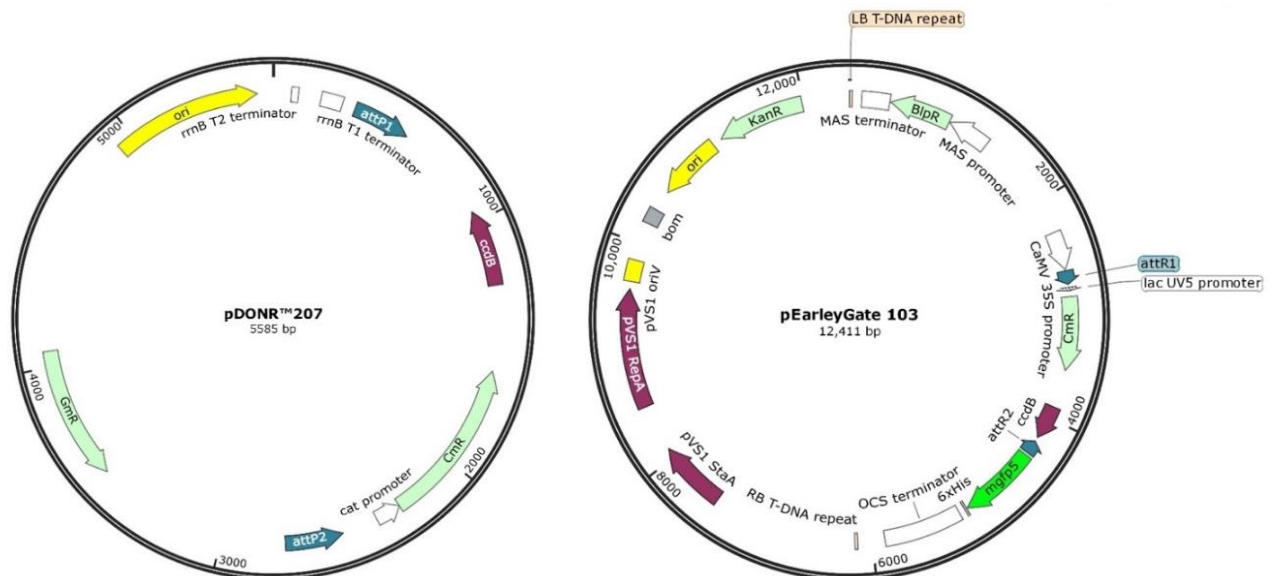 ori
rrnB T2 terminator
rrnB T1 terminator
attP1
1000
ccdB
2000
CmR
cat promoter
attP2
3000
GmR
4000
5000
pDONR™207
5585 bp
LB T-DNA repeat
12,000
MAS terminator
BlpR
MAS promoter
2000
CaMV 35S promoter
attR1
lac UV5 promoter
CmR
4000
ccdB
attR2
mgfp5
6xHis
OCS terminator
6000
RB T-DNA repeat
pVS1 StaA
8000
pVS1 RepA
pVS1 oriV
10,000
bom
ori
KanR
pEarleyGate 103
12,411 bp